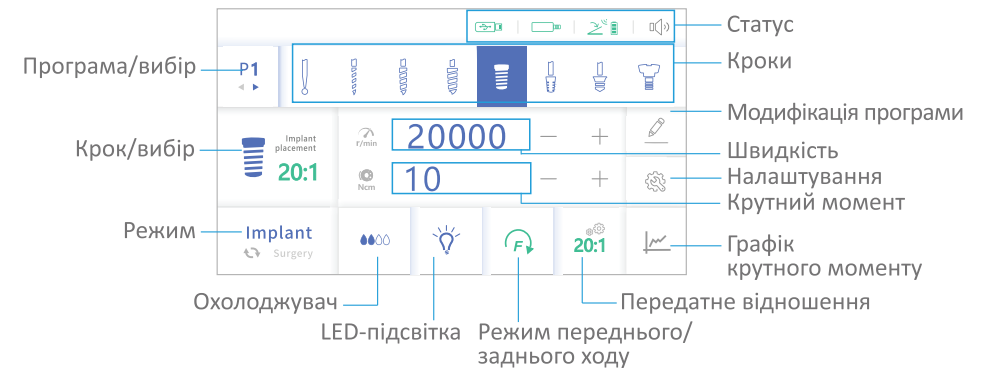 Статус
Кроки
Програма/вибір
P1
Модифікація програми
Крок/вибір
Implant
placement
20:1
r/min
20000
Швидкість
Ncm
10
Налаштування
Крутний момент
Режим
Implant
Surgery
F
20:1
Графік
крутного моменту
Охолоджувач
LED-підсвітка
Режим переднього/
заднього ходу
Передатне відношення